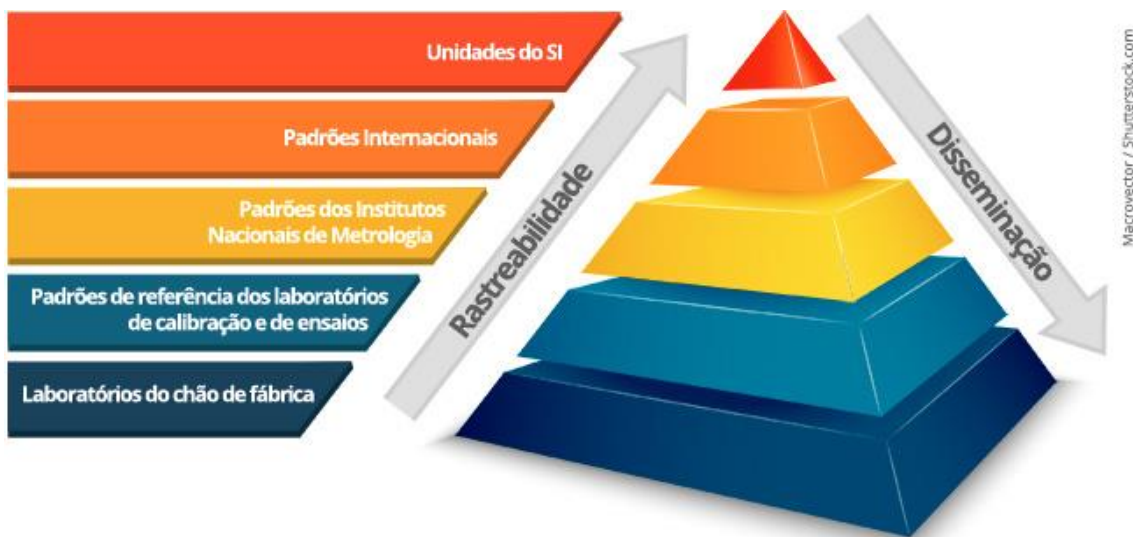 Unidades do SI
Padrões Internacionais
Padrões dos Institutos
Nacionais de Metrologia
Padrões de referência dos laboratórios
de calibração e de ensaios
Laboratórios do chão de fábrica
Rastreabilidade
Disseminação
Macrovector / Shutterstock.com